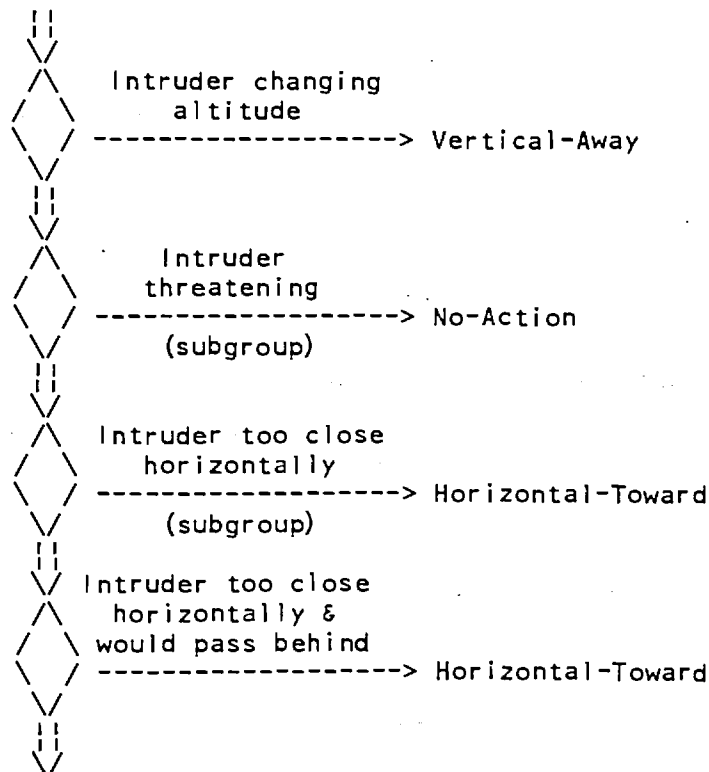 Intruder changing
altitude
Vertical-Away
Intruder
threatening
No-Action
(subgroup)
Intruder too close
horizontally
Horizontal-Toward
(subgroup)
Intruder too close
horizontally &
would pass behind
Horizontal-Toward